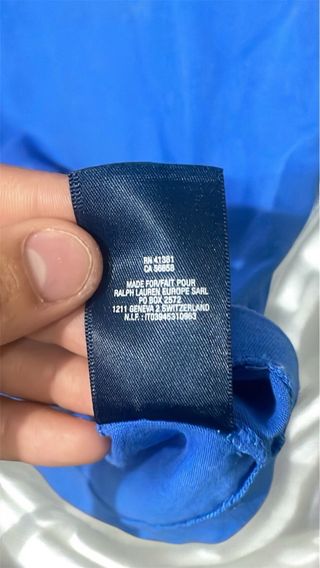 RN 41381
CA 56658
MADE FOR/FAIT POUR
RALPH LAUREN EUROPE SARL
PO BOX 2572
1211 GENEVA 2 SWITZERLAND
N.I.F. : IT03946310963